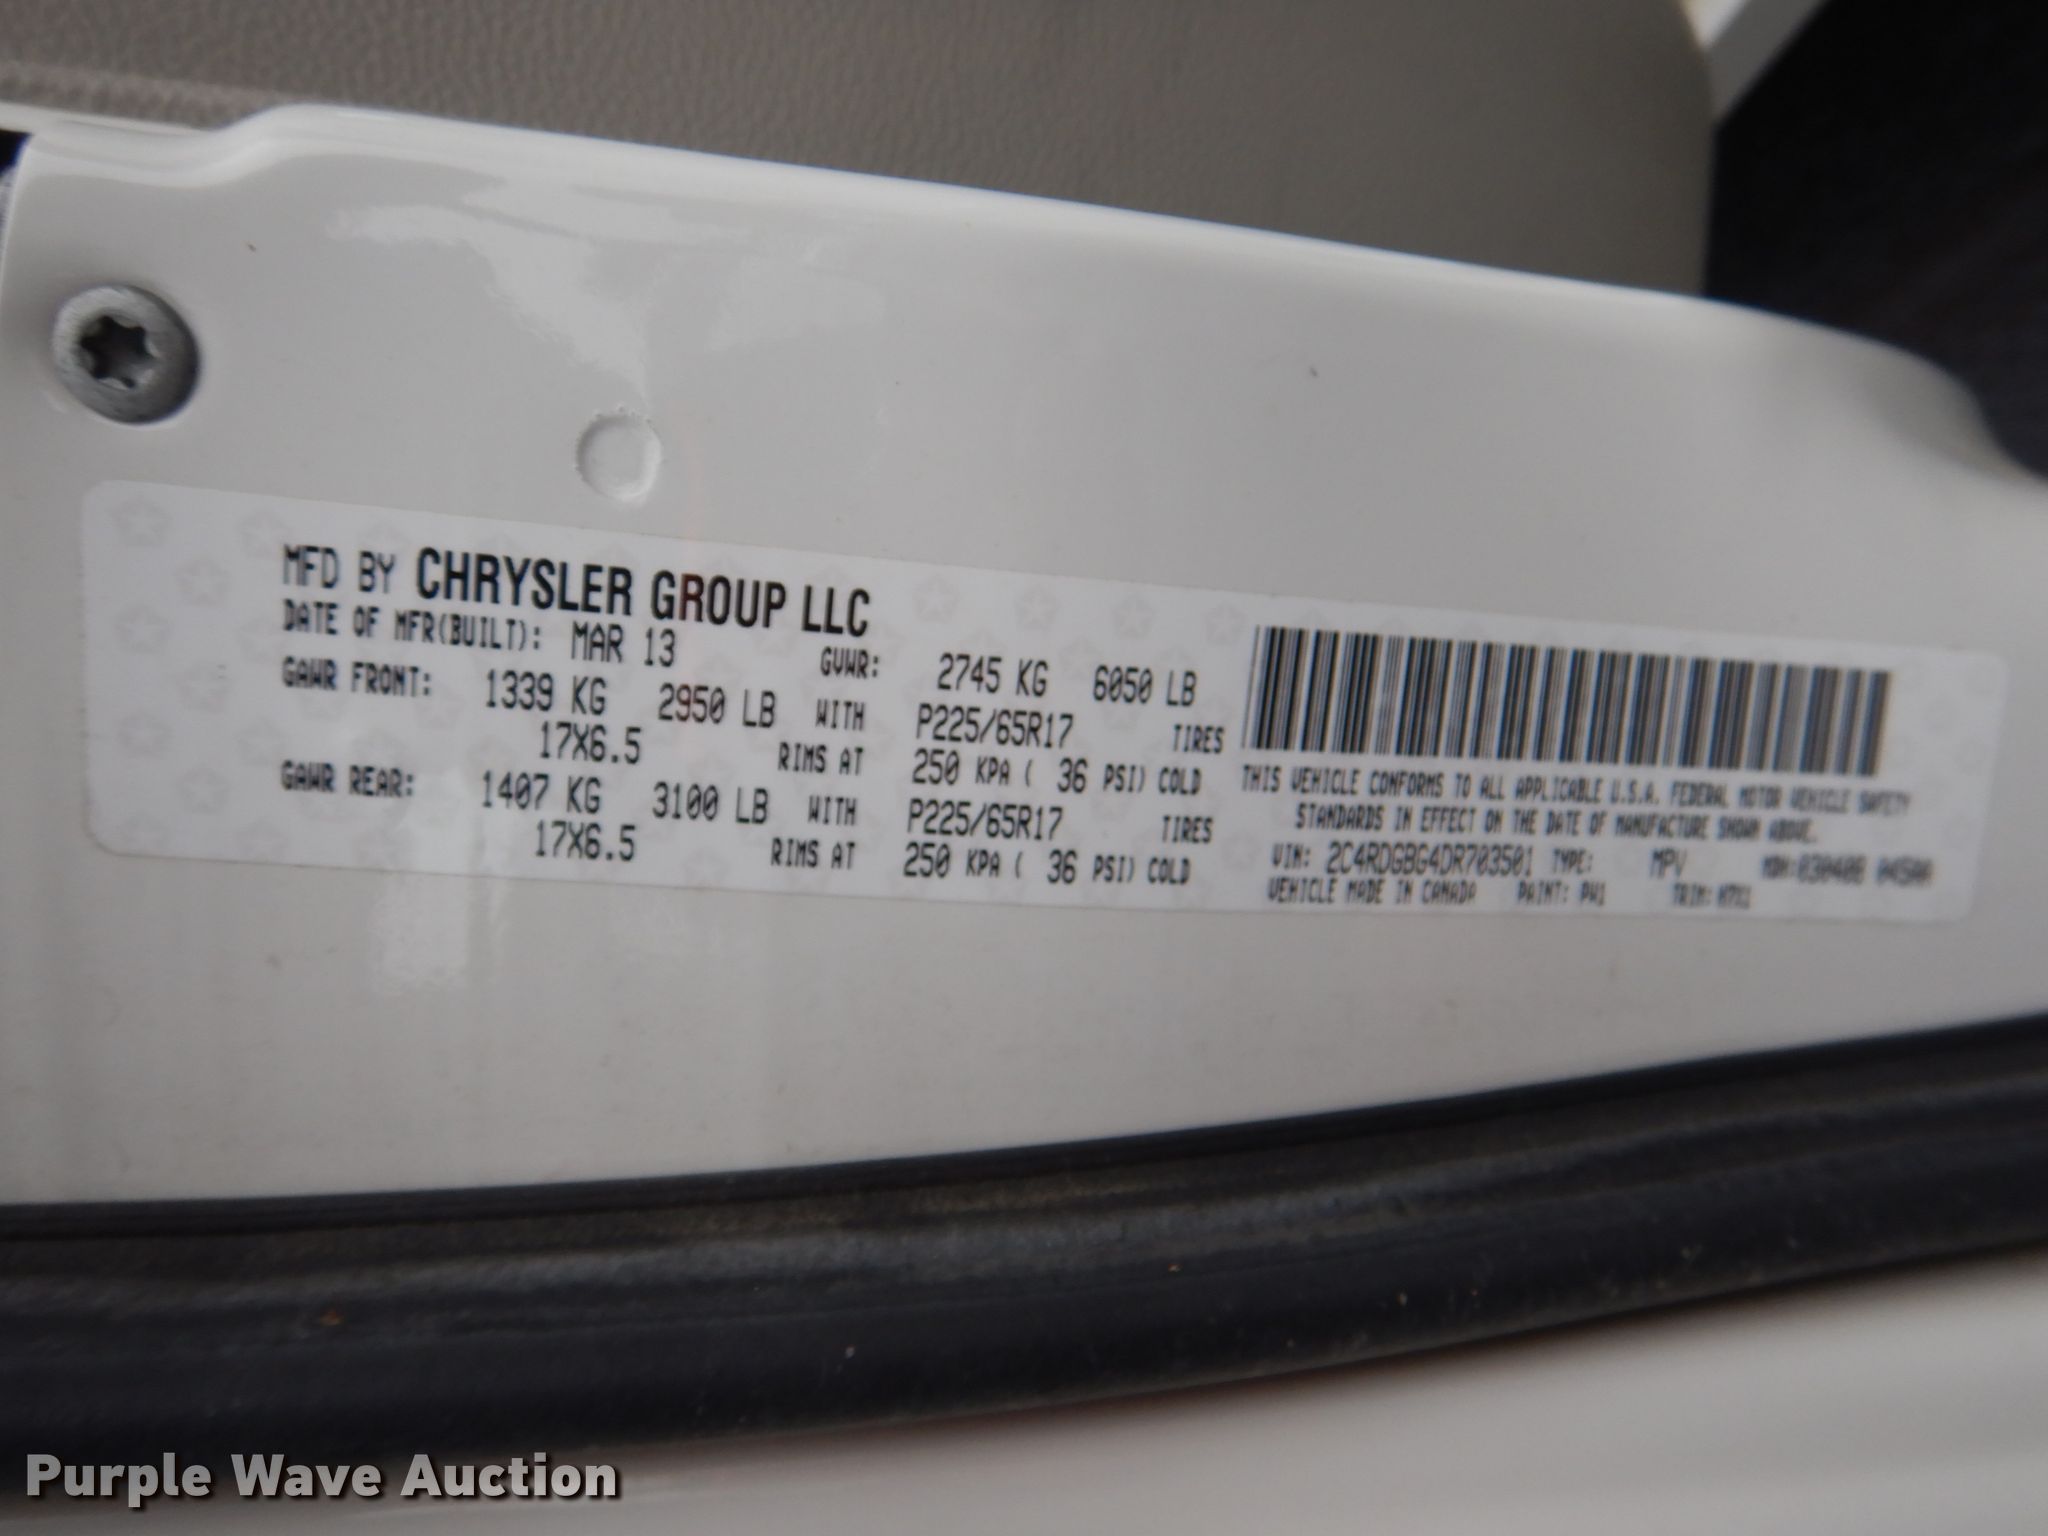 MFD BY CHRYSLER GROUP LLC
DATE OF MFR(BUILT): MAR 13 GVWR: 2745 KG 6050 LB
GAWR FRONT: 1339 KG 2950 LB WITH P225/65R17 TIRES
17X6.5 RIMS AT 250 KPA ( 36 PSI) COLD
GAWR REAR: 1407 KG 3100 LB WITH P225/65R17 TIRES
17X6.5 RIMS AT 250 KPA ( 36 PSI) COLD
THIS VEHICLE CONFORMS TO ALL APPLICABLE U.S.A. FEDERAL MOTOR VEHICLE SAFETY
STANDARDS IN EFFECT ON THE DATE OF MANUFACTURE SHOWN ABOVE.
VIN: 2C4RDGBG4DR703501 TYPE: MPV MDH:
VEHICLE MADE IN CANADA PAINT: PW1 TRIM:
Purple Wave Auction